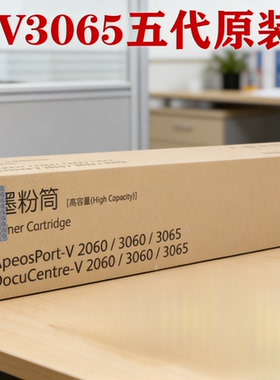 V3065五代原装
墨粉筒 [高容量(High Capacity)]
ner Cartridge
ApeosPort-V 2060 / 3060 / 3065
DocuCentre-V 2060 / 3060 / 3065